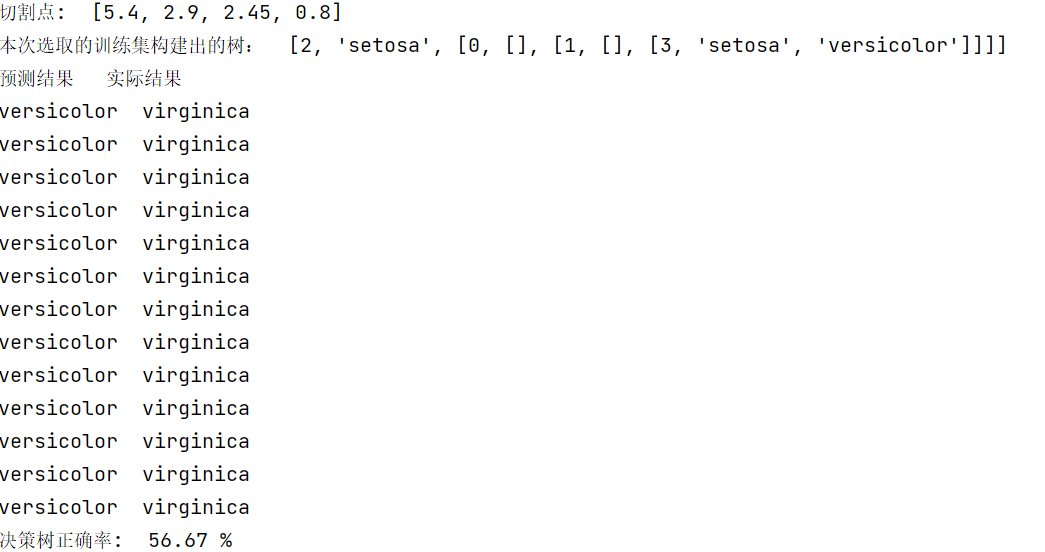 切割点： [5.4, 2.9, 2.45, 0.8]
本次选取的训练集构建出的树： [2, 'setosa', [0, [], [1, [], [3, 'setosa', 'versicolor']]]]
预测结果 实际结果
versicolor virginica
versicolor virginica
versicolor virginica
versicolor virginica
versicolor virginica
versicolor virginica
versicolor virginica
versicolor virginica
versicolor virginica
versicolor virginica
versicolor virginica
versicolor virginica
versicolor virginica
决策树正确率： 56.67 %